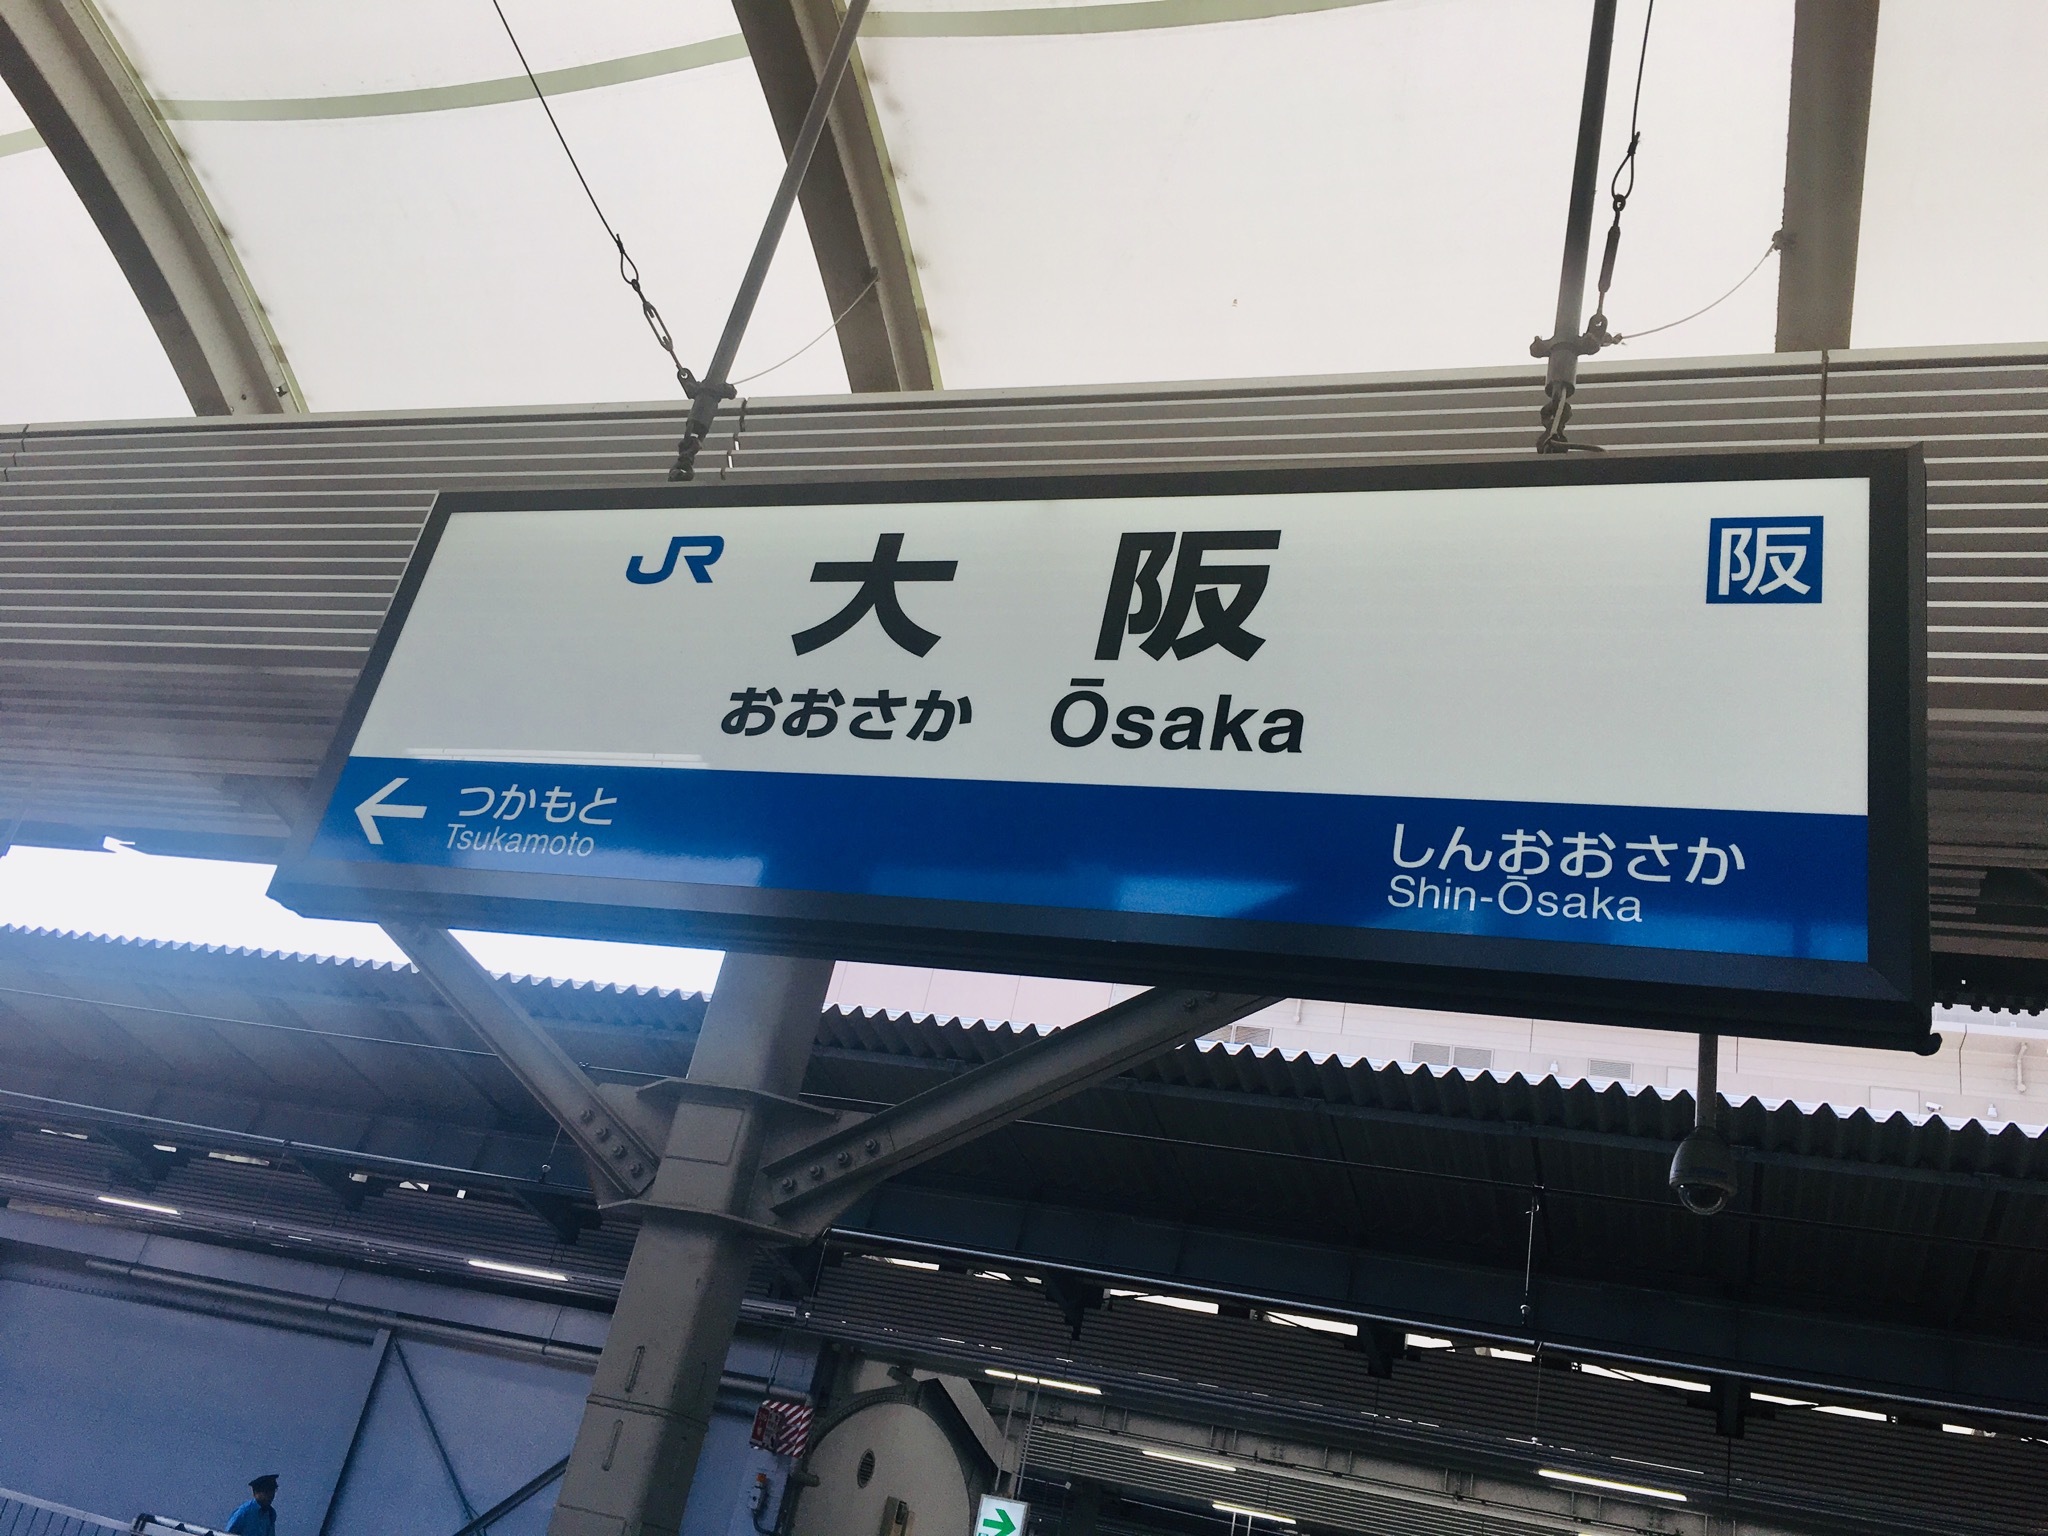 JR 大阪 阪
おおさか Ōsaka
← つかもと
Tsukamoto
しんおおさか
Shin-Ōsaka